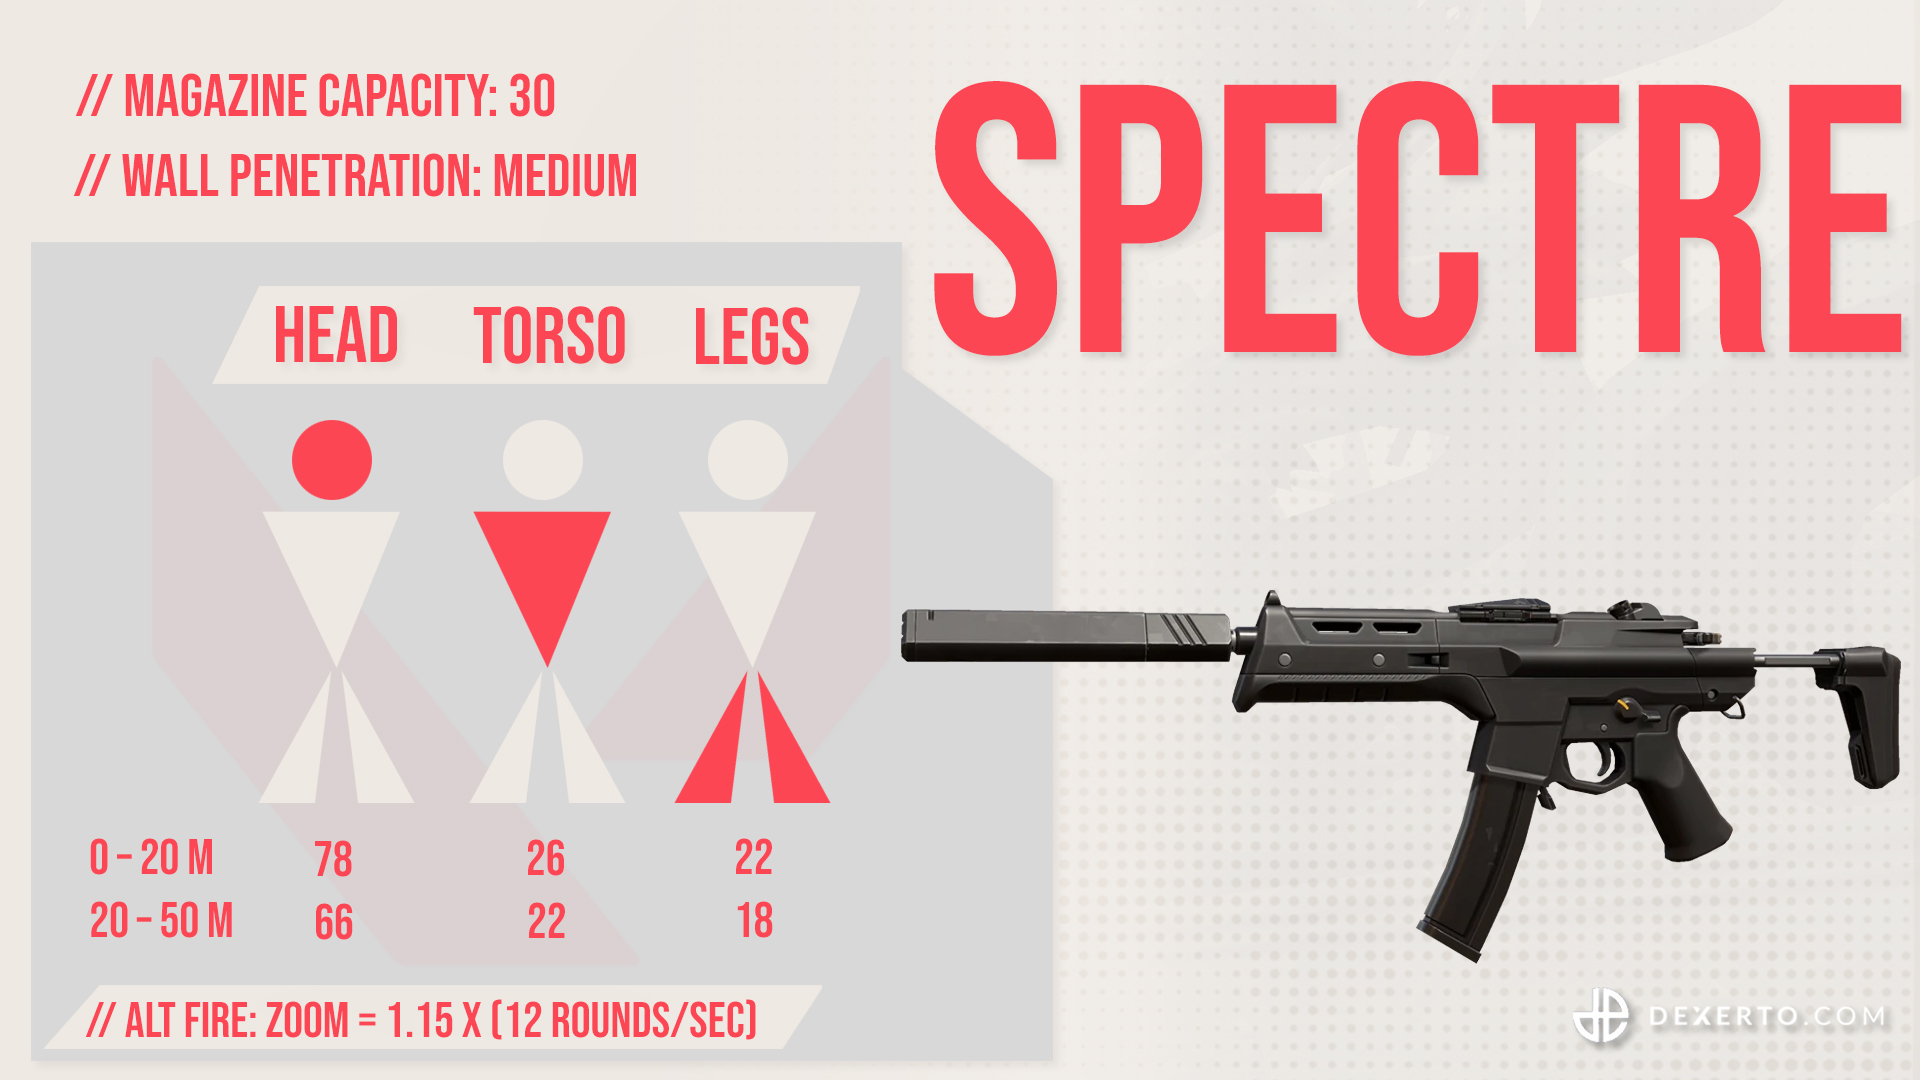 // MAGAZINE CAPACITY: 30
// WALL PENETRATION: MEDIUM
SPECTRE
HEAD TORSO LEGS
0 – 20 M 78 26 22
20 – 50 M 66 22 18
// ALT FIRE: ZOOM = 1.15 X (12 ROUNDS/SEC)
DEXERTO.COM